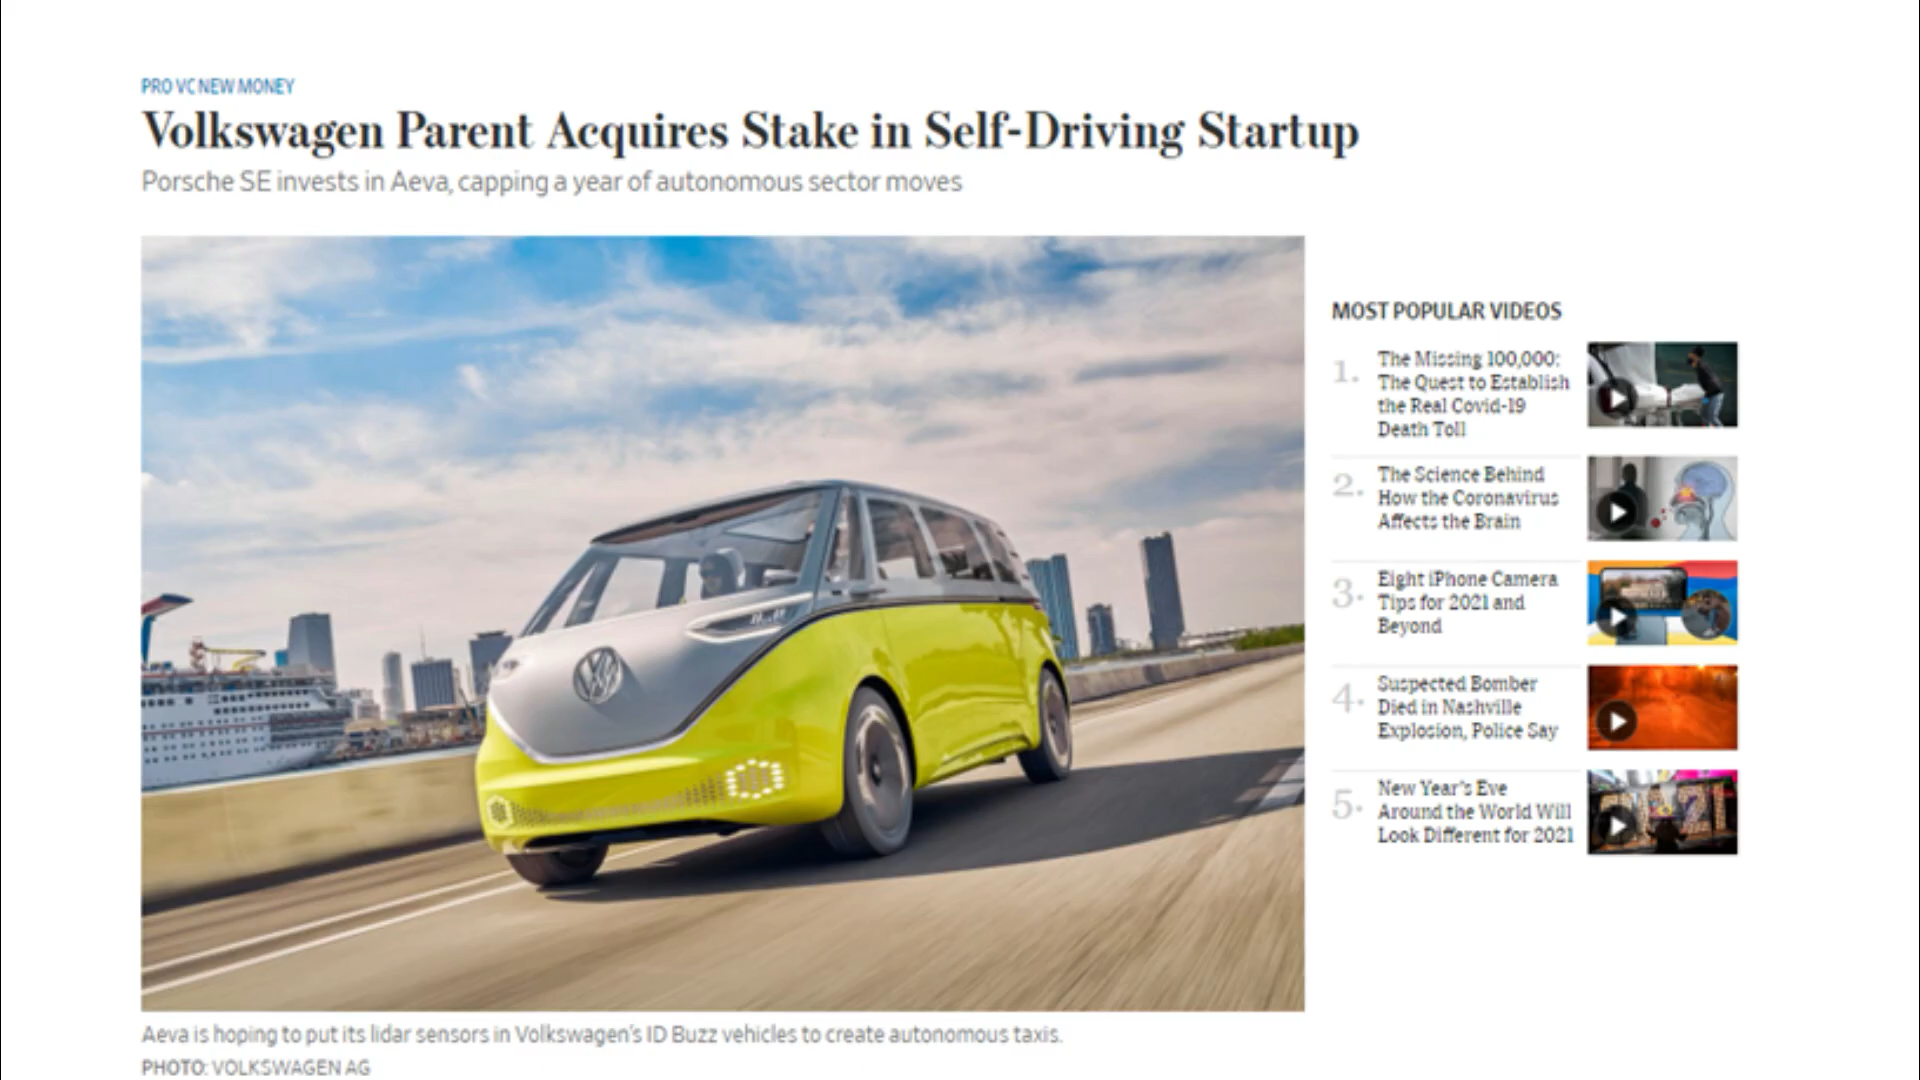 PRO VC NEW MONEY
Volkswagen Parent Acquires Stake in Self-Driving Startup
Porsche SE invests in Aeva, capping a year of autonomous sector moves
MOST POPULAR VIDEOS
1.
The Missing 100,000:
The Quest to Establish
the Real Covid-19
Death Toll
2.
The Science Behind
How the Coronavirus
Affects the Brain
3.
Eight iPhone Camera
Tips for 2021 and
Beyond
4.
Suspected Bomber
Died in Nashville
Explosion, Police Say
5.
New Year's Eve
Around the World Will
Look Different for 2021
Aeva is hoping to put its lidar sensors in Volkswagen's ID Buzz vehicles to create autonomous taxis.
PHOTO: VOLKSWAGEN AG